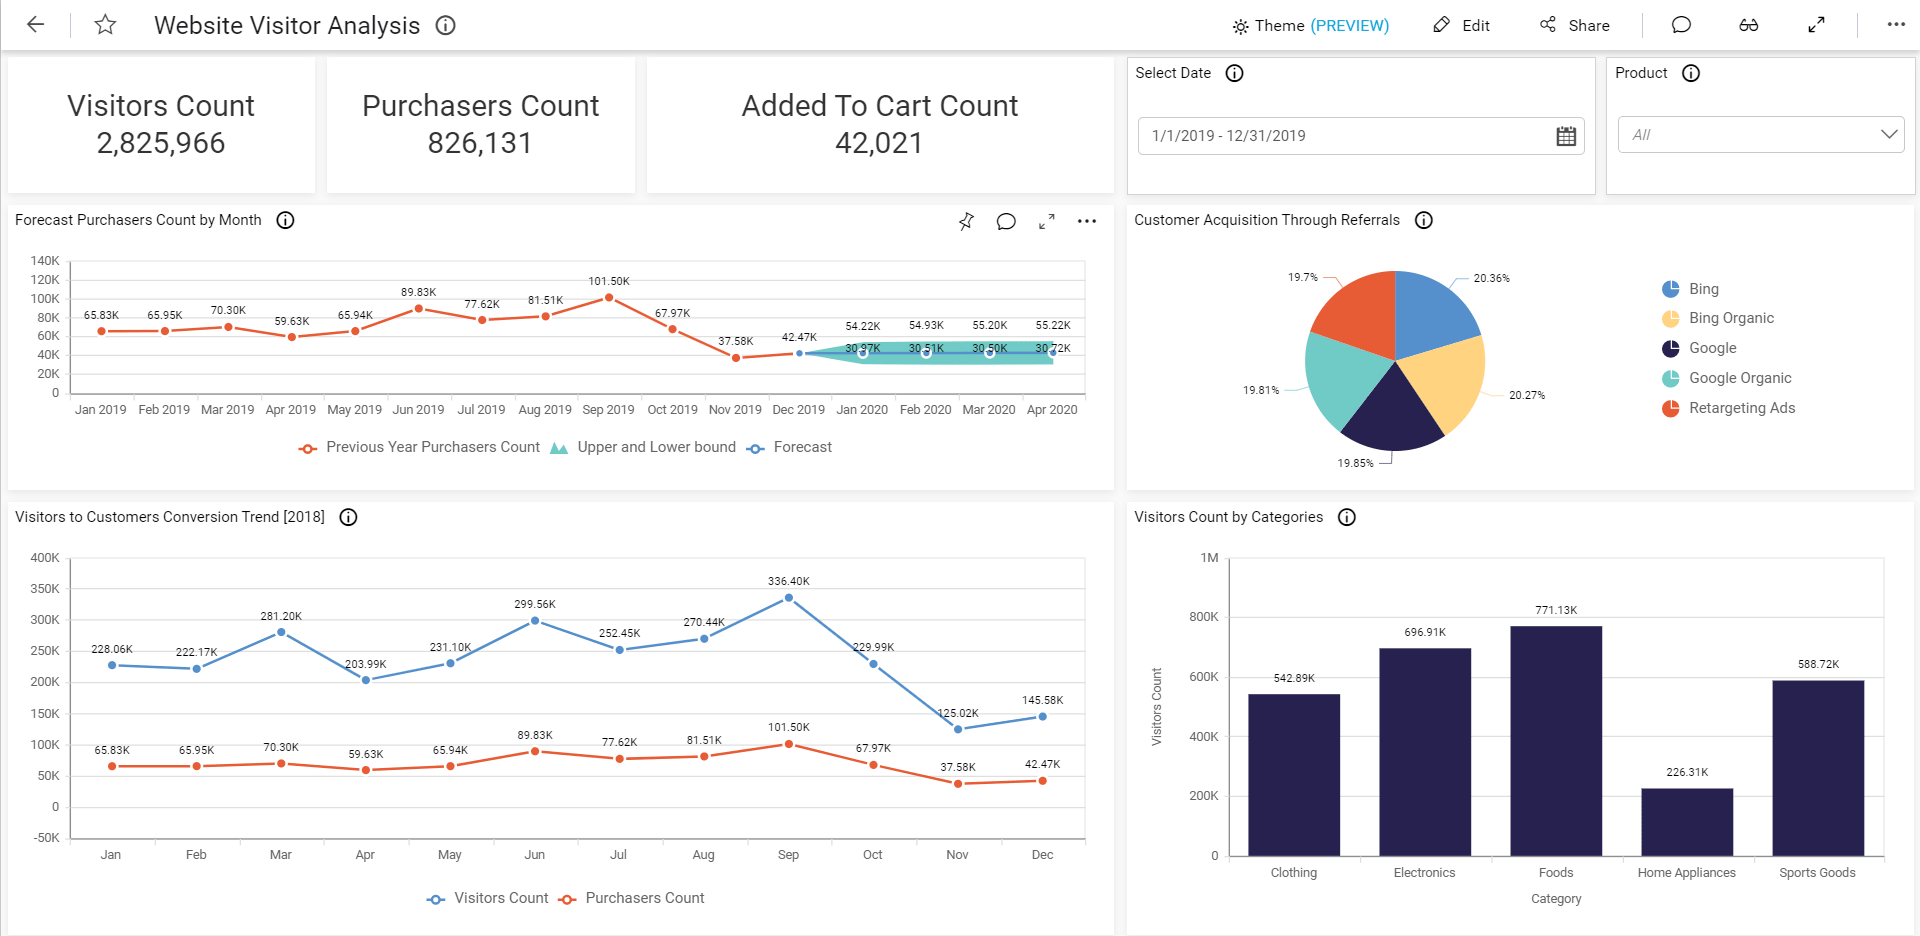 Website Visitor Analysis
Theme (PREVIEW)
Edit
Share
Visitors Count
2,825,966
Purchasers Count
826,131
Added To Cart Count
42,021
Select Date
1/1/2019 - 12/31/2019
Product
All
Forecast Purchasers Count by Month
140K
120K
100K
80K
60K
40K
20K
0
65.83K
65.95K
70.30K
59.63K
65.94K
89.83K
77.62K
81.51K
101.50K
67.97K
37.58K
42.47K
54.22K
54.93K
55.20K
55.22K
30.97K
30.51K
30.50K
30.72K
Jan 2019
Feb 2019
Mar 2019
Apr 2019
May 2019
Jun 2019
Jul 2019
Aug 2019
Sep 2019
Oct 2019
Nov 2019
Dec 2019
Jan 2020
Feb 2020
Mar 2020
Apr 2020
Previous Year Purchasers Count
Upper and Lower bound
Forecast
Customer Acquisition Through Referrals
19.7%
20.36%
19.81%
20.27%
19.85%
Bing
Bing Organic
Google
Google Organic
Retargeting Ads
Visitors to Customers Conversion Trend [2018]
400K
350K
300K
250K
200K
150K
100K
50K
0
-50K
228.06K
222.17K
281.20K
203.99K
231.10K
299.56K
252.45K
270.44K
336.40K
229.99K
125.02K
145.58K
65.83K
65.95K
70.30K
59.63K
65.94K
89.83K
77.62K
81.51K
101.50K
67.97K
37.58K
42.47K
Jan
Feb
Mar
Apr
May
Jun
Jul
Aug
Sep
Oct
Nov
Dec
Visitors Count
Purchasers Count
Visitors Count by Categories
Visitors Count
1M
800K
600K
400K
200K
0
542.89K
696.91K
771.13K
226.31K
588.72K
Clothing
Electronics
Foods
Home Appliances
Sports Goods
Category